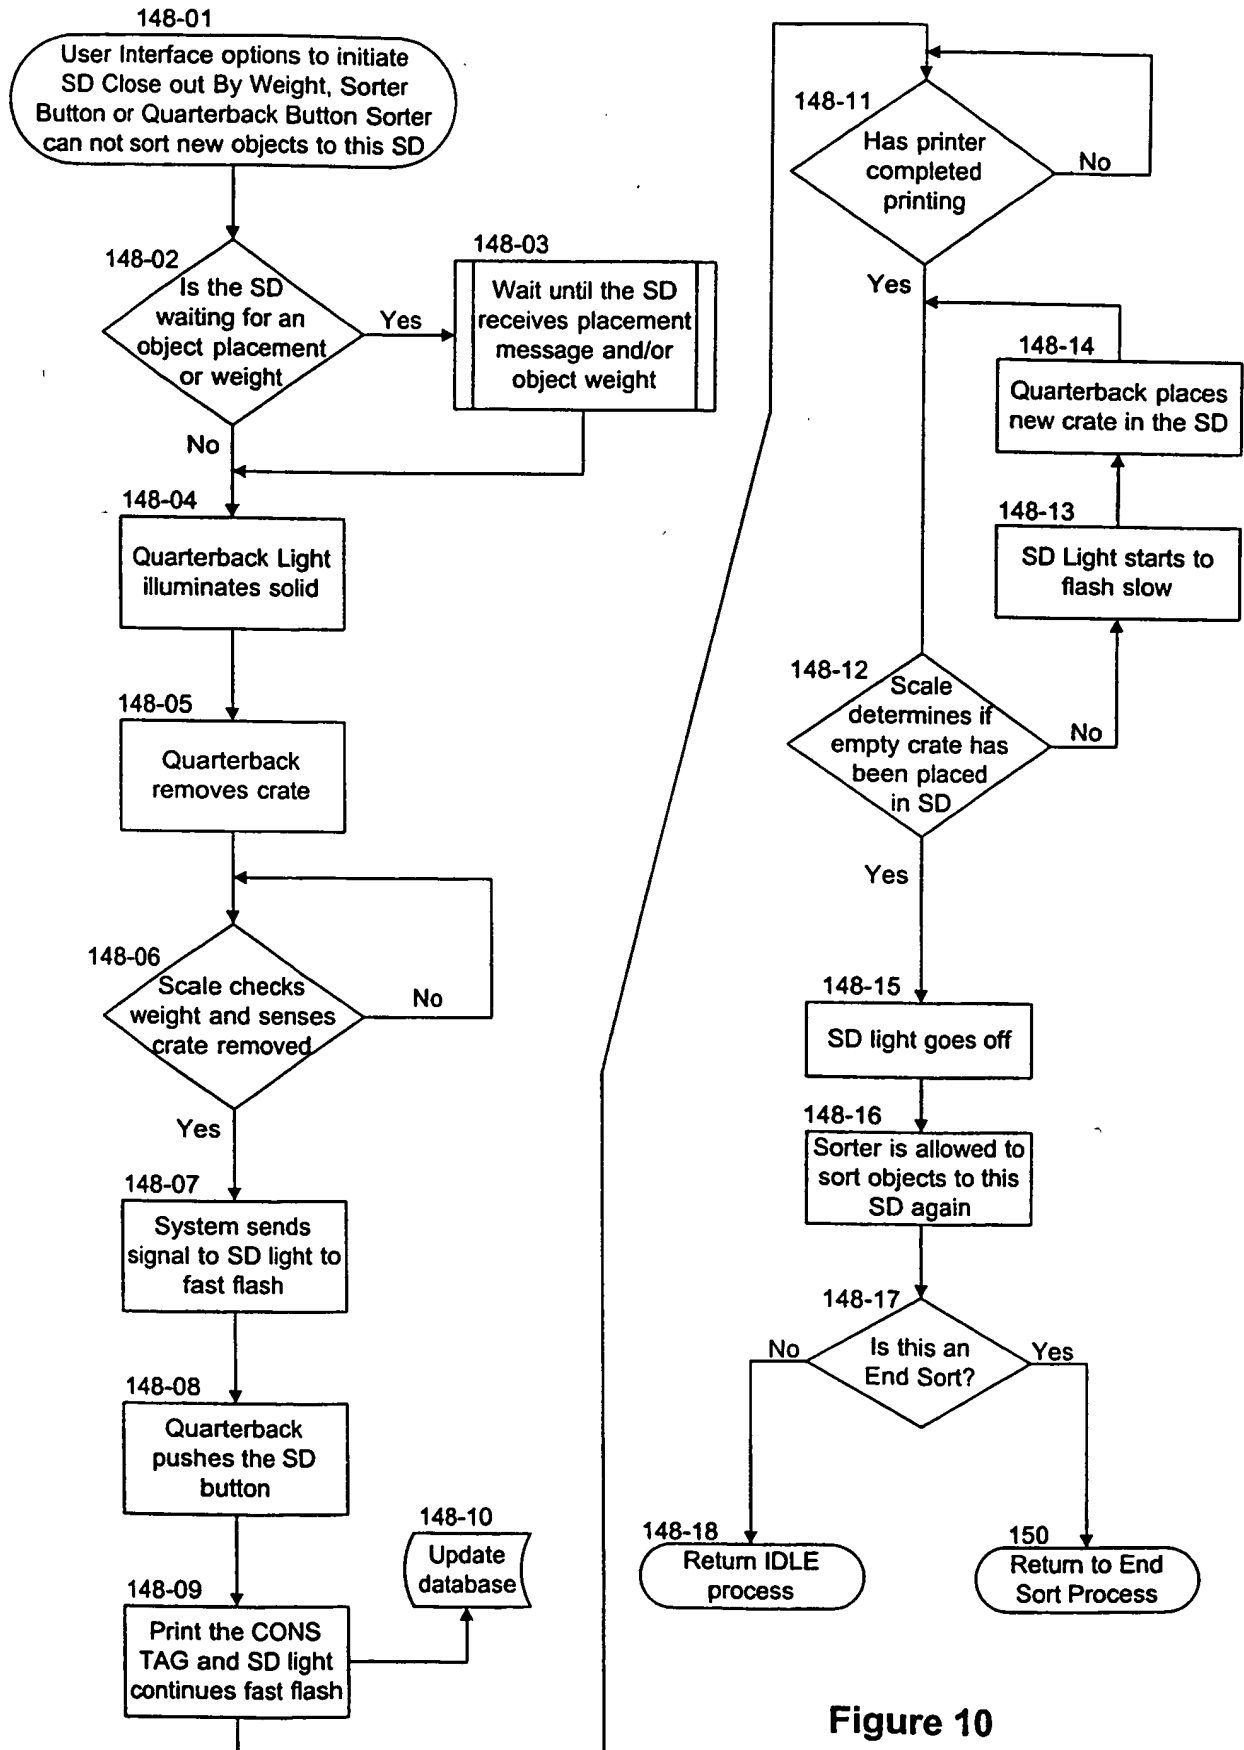 148-01
User Interface options to initiate
SD Close out By Weight, Sorter
Button or Quarterback Button Sorter
can not sort new objects to this SD
148-02
Is the SD
waiting for an
object placement
or weight
Yes
148-03
Wait until the SD
receives placement
message and/or
object weight
No
148-04
Quarterback Light
illuminates solid
148-05
Quarterback
removes crate
148-06
Scale checks
weight and senses
crate removed
No
Yes
148-07
System sends
signal to SD light to
fast flash
148-08
Quarterback
pushes the SD
button
148-10
Update
database
148-09
Print the CONS
TAG and SD light
continues fast flash
148-11
Has printer
completed
printing
No
Yes
148-14
Quarterback places
new crate in the SD
148-13
SD Light starts to
flash slow
148-12
Scale
determines if
empty crate has
been placed
in SD
No
Yes
148-15
SD light goes off
148-16
Sorter is allowed to
sort objects to this
SD again
148-17
Is this an
End Sort?
No
Yes
148-18
Return IDLE
process
150
Return to End
Sort Process
Figure 10